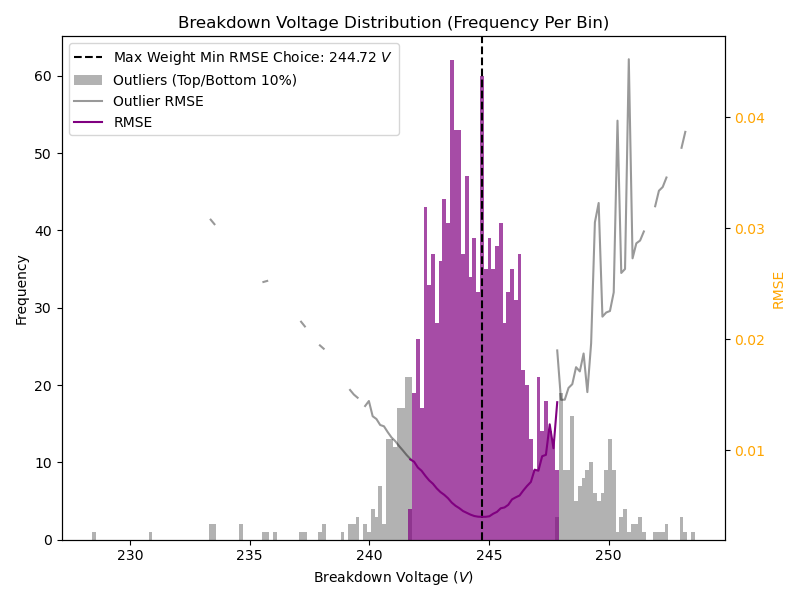 Breakdown Voltage Distribution (Frequency Per Bin)
Max Weight Min RMSE Choice: 244.72 V
Outliers (Top/Bottom 10%)
Outlier RMSE
RMSE
60
50
40
30
20
10
0
Frequency
0.04
0.03
0.02
0.01
RMSE
230
235
240
245
250
Breakdown Voltage (V)